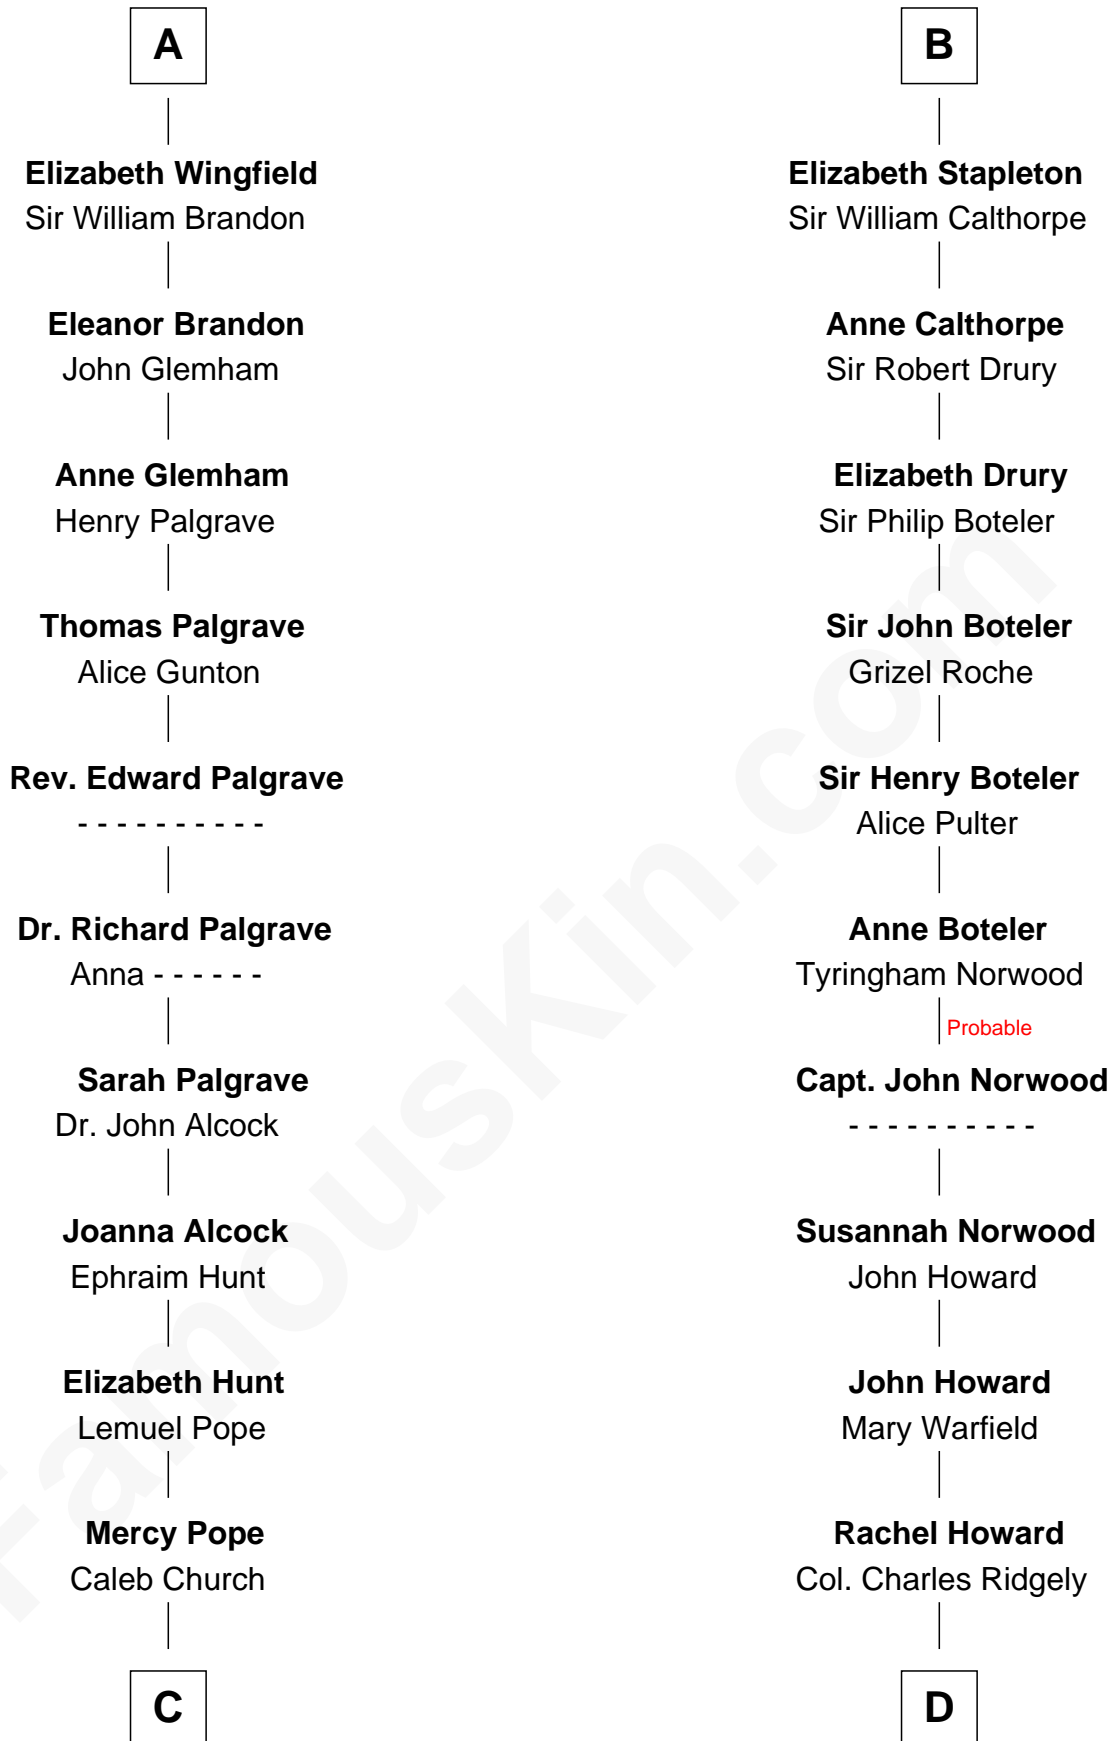 A
Elizabeth Wingfield
Sir William Brandon
Eleanor Brandon
John Glemham
Anne Glemham
Henry Palgrave
Thomas Palgrave
Alice Gunton
Rev. Edward Palgrave
- - - - - - - - - -
Dr. Richard Palgrave
Anna - - - - - -
Sarah Palgrave
Dr. John Alcock
Joanna Alcock
Ephraim Hunt
Elizabeth Hunt
Lemuel Pope
Mercy Pope
Caleb Church
C
B
Elizabeth Stapleton
Sir William Calthorpe
Anne Calthorpe
Sir Robert Drury
Elizabeth Drury
Sir Philip Boteler
Sir John Boteler
Grizel Roche
Sir Henry Boteler
Alice Pulter
Anne Boteler
Tyringham Norwood
Probable
Capt. John Norwood
- - - - - - - - - -
Susannah Norwood
John Howard
John Howard
Mary Warfield
Rachel Howard
Col. Charles Ridgely
D
FamousKin.com